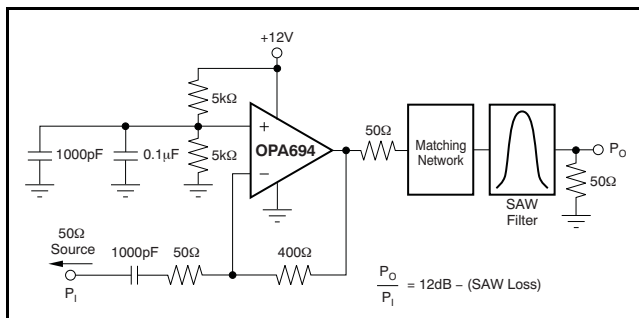 +12V
5kΩ
5kΩ
1000pF
0.1μF
+
OPA694
−
50Ω
Matching
Network
SAW
Filter
P_O
50Ω
50Ω
Source
1000pF
50Ω
400Ω
P_I
P_O
P_I
= 12dB − (SAW Loss)